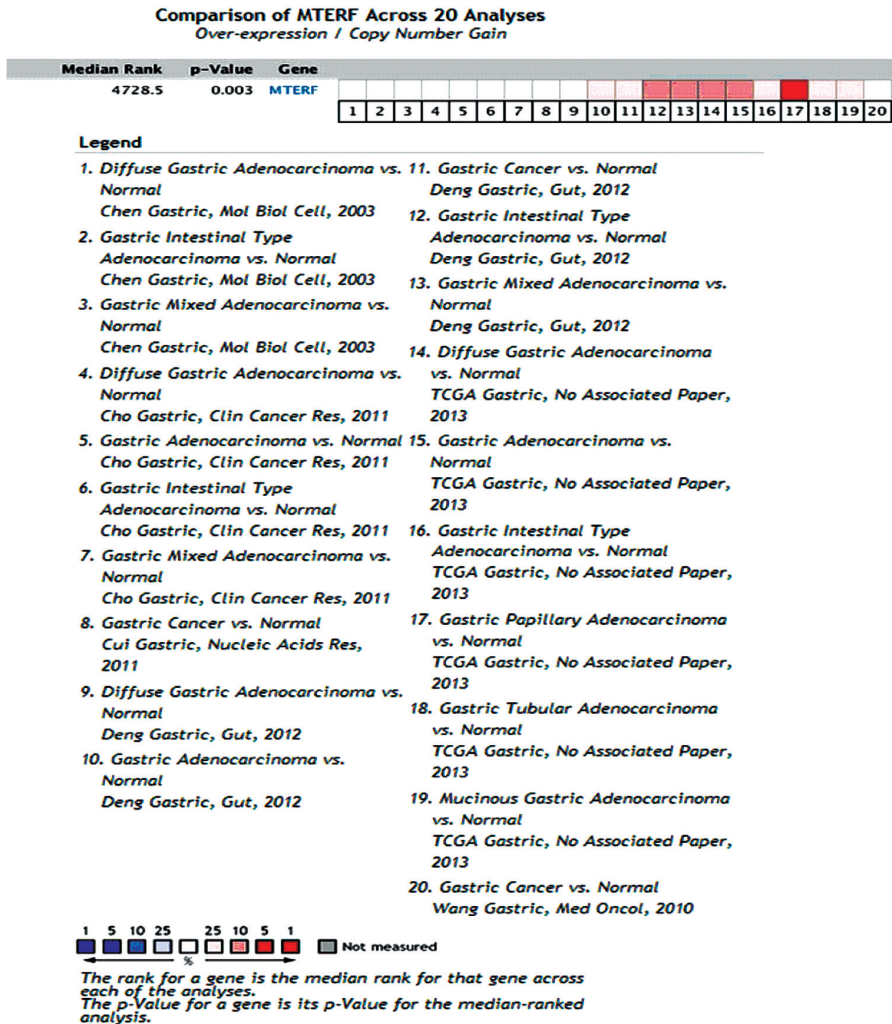 Comparison of MTERF Across 20 Analyses
Over-expression / Copy Number Gain
Median Rank p-Value Gene
4728.5 0.003 MTERF
1 2 3 4 5 6 7 8 9 10 11 12 13 14 15 16 17 18 19 20
Legend
1. Diffuse Gastric Adenocarcinoma vs.
Normal
Chen Gastric, Mol Biol Cell, 2003
2. Gastric Intestinal Type
Adenocarcinoma vs. Normal
Chen Gastric, Mol Biol Cell, 2003
3. Gastric Mixed Adenocarcinoma vs.
Normal
Chen Gastric, Mol Biol Cell, 2003
4. Diffuse Gastric Adenocarcinoma vs.
Normal
Cho Gastric, Clin Cancer Res, 2011
5. Gastric Adenocarcinoma vs. Normal
Cho Gastric, Clin Cancer Res, 2011
6. Gastric Intestinal Type
Adenocarcinoma vs. Normal
Cho Gastric, Clin Cancer Res, 2011
7. Gastric Mixed Adenocarcinoma vs.
Normal
Cho Gastric, Clin Cancer Res, 2011
8. Gastric Cancer vs. Normal
Cui Gastric, Nucleic Acids Res,
2011
9. Diffuse Gastric Adenocarcinoma vs.
Normal
Deng Gastric, Gut, 2012
10. Gastric Adenocarcinoma vs.
Normal
Deng Gastric, Gut, 2012
11. Gastric Cancer vs. Normal
Deng Gastric, Gut, 2012
12. Gastric Intestinal Type
Adenocarcinoma vs. Normal
Deng Gastric, Gut, 2012
13. Gastric Mixed Adenocarcinoma vs.
Normal
Deng Gastric, Gut, 2012
14. Diffuse Gastric Adenocarcinoma
vs. Normal
TCGA Gastric, No Associated Paper,
2013
15. Gastric Adenocarcinoma vs.
Normal
TCGA Gastric, No Associated Paper,
2013
16. Gastric Intestinal Type
Adenocarcinoma vs. Normal
TCGA Gastric, No Associated Paper,
2013
17. Gastric Papillary Adenocarcinoma
vs. Normal
TCGA Gastric, No Associated Paper,
2013
18. Gastric Tubular Adenocarcinoma
vs. Normal
TCGA Gastric, No Associated Paper,
2013
19. Mucinous Gastric Adenocarcinoma
vs. Normal
TCGA Gastric, No Associated Paper,
2013
20. Gastric Cancer vs. Normal
Wang Gastric, Med Oncol, 2010
1 5 10 25 25 10 5 1
Not measured
%
The rank for a gene is the median rank for that gene across
each of the analyses.
The p-Value for a gene is its p-Value for the median-ranked
analysis.